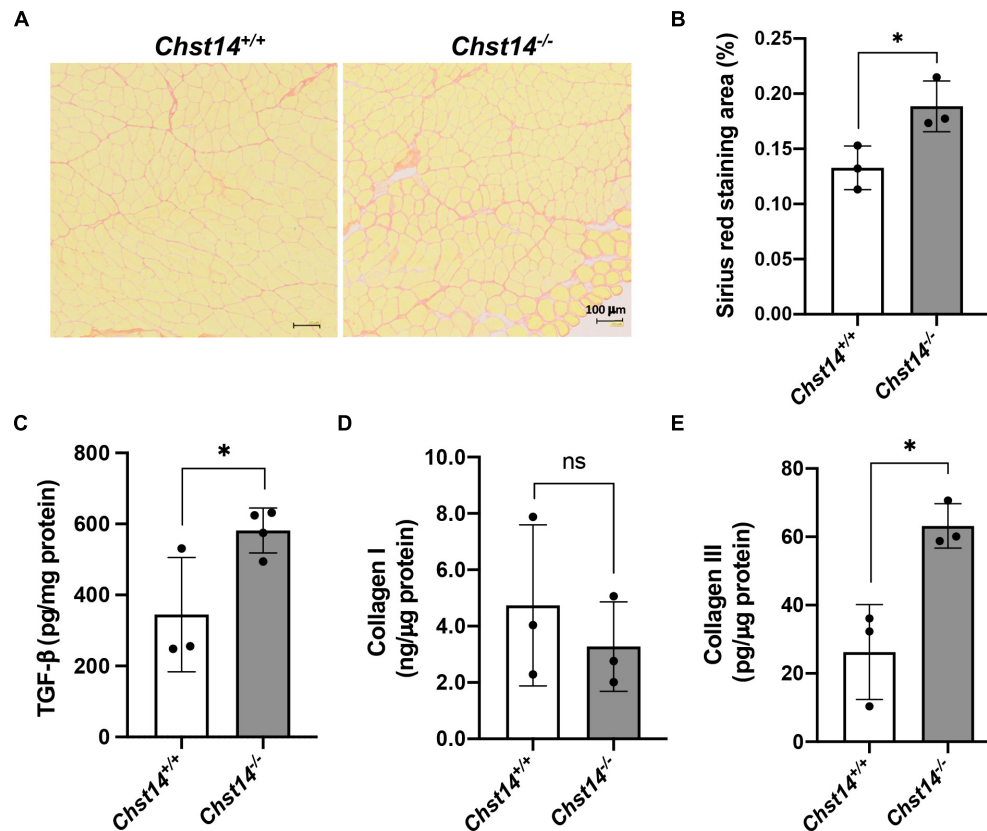 A
Chst14+/+
Chst14-/-
100 μm
B
Sirius red staining area (%)
0.25
0.20
0.15
0.10
0.05
0.00
*
Chst14+/+
Chst14-/-
C
TGF-β (pg/mg protein)
800
600
400
200
0
*
Chst14+/+
Chst14-/-
D
Collagen I
(ng/μg protein)
10.0
8.0
6.0
4.0
2.0
0.0
ns
Chst14+/+
Chst14-/-
E
Collagen III
(pg/μg protein)
80
60
40
20
0
*
Chst14+/+
Chst14-/-